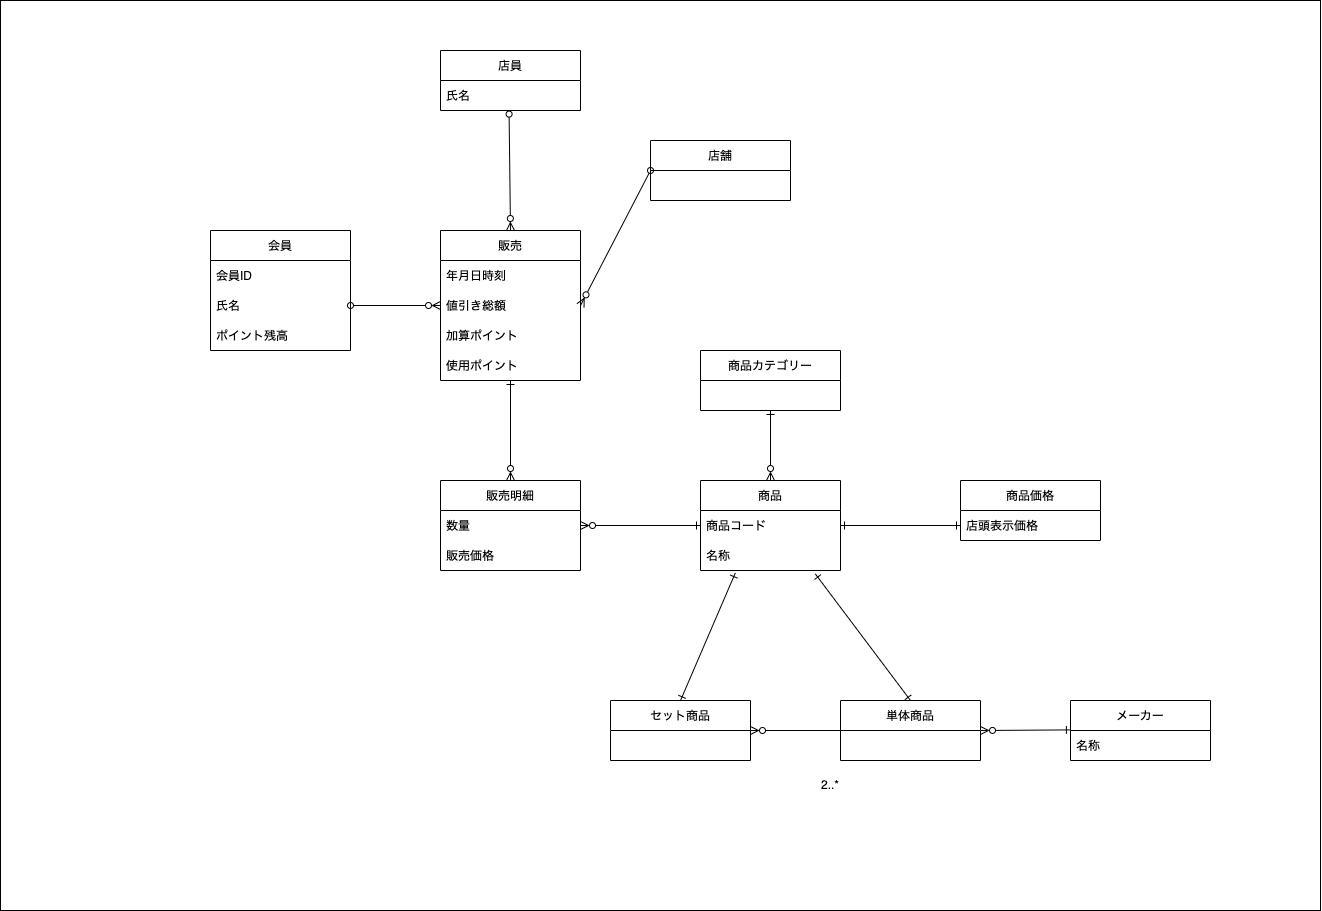 店員
氏名
店舗
会員
会員ID
氏名
ポイント残高
販売
年月日時刻
値引き総額
加算ポイント
使用ポイント
商品カテゴリー
販売明細
数量
販売価格
商品
商品コード
名称
商品価格
店頭表示価格
セット商品
単体商品
メーカー
名称
2..*